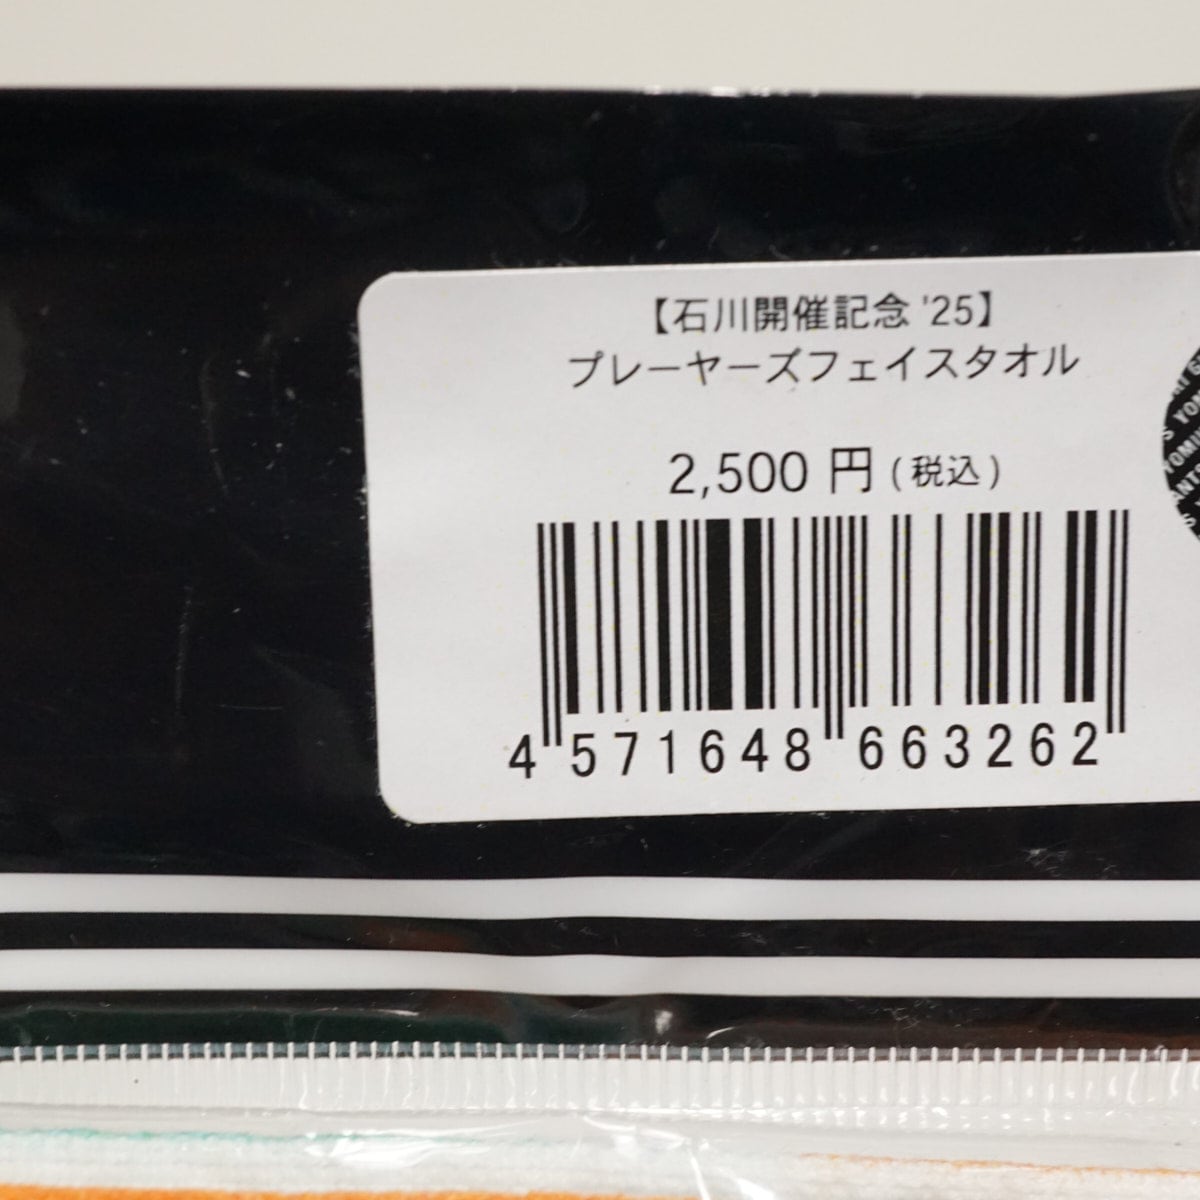 【石川開催記念 '25】
プレーヤーズフェイスタオル
2,500 円 (税込)
4 571648 663262